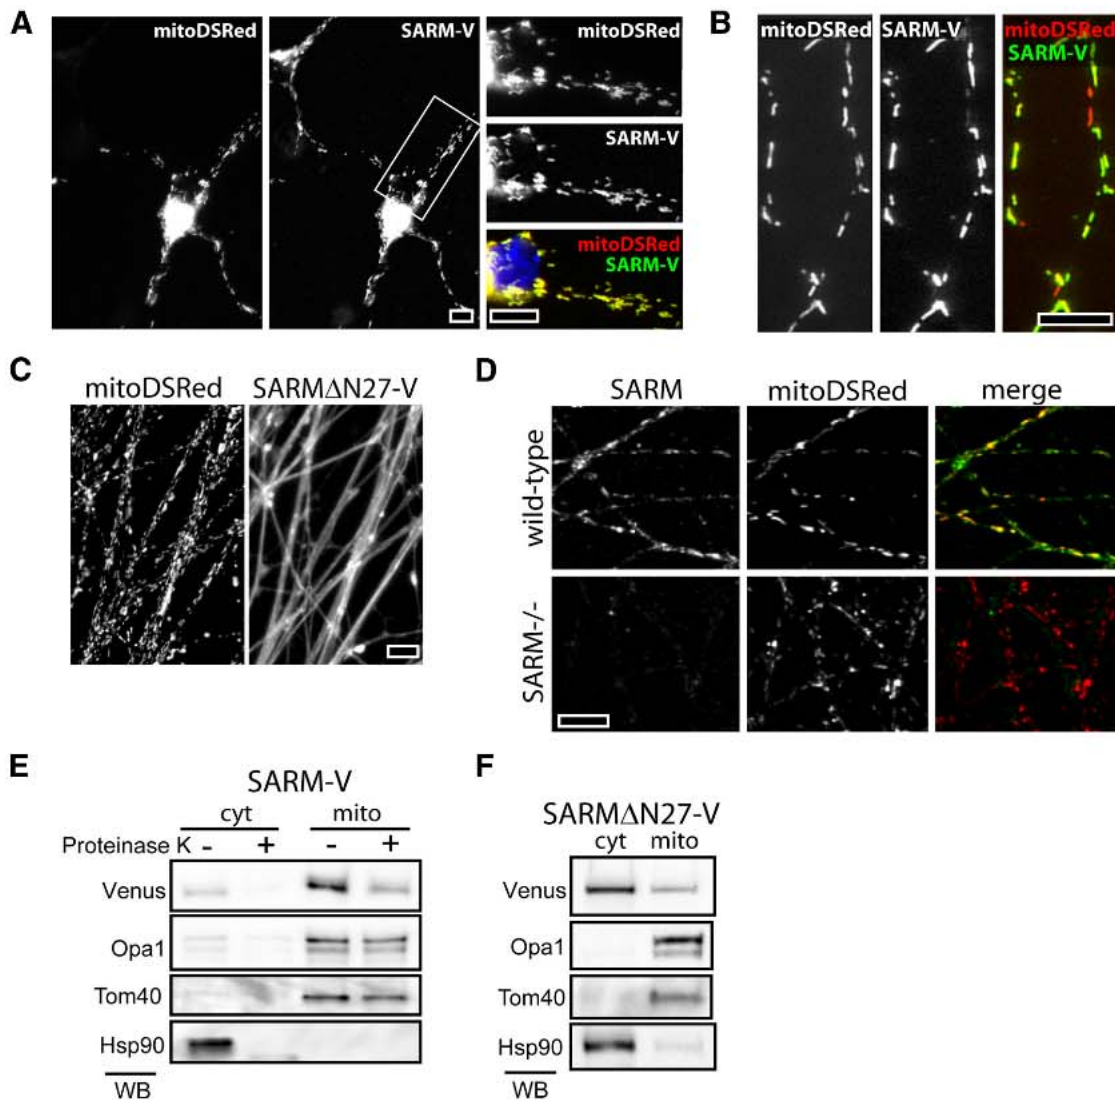 A
mitoDSRed
SARM-V
mitoDSRed
SARM-V
mitoDSRed
SARM-V
B
mitoDSRed
SARM-V
mitoDSRed
SARM-V
C
mitoDSRed
SARMΔN27-V
D
SARM
mitoDSRed
merge
wild-type
SARM-/-
E
SARM-V
cyt
mito
Proteinase K - + - +
Venus
Opa1
Tom40
Hsp90
WB
F
SARMΔN27-V
cyt mito
Venus
Opa1
Tom40
Hsp90
WB